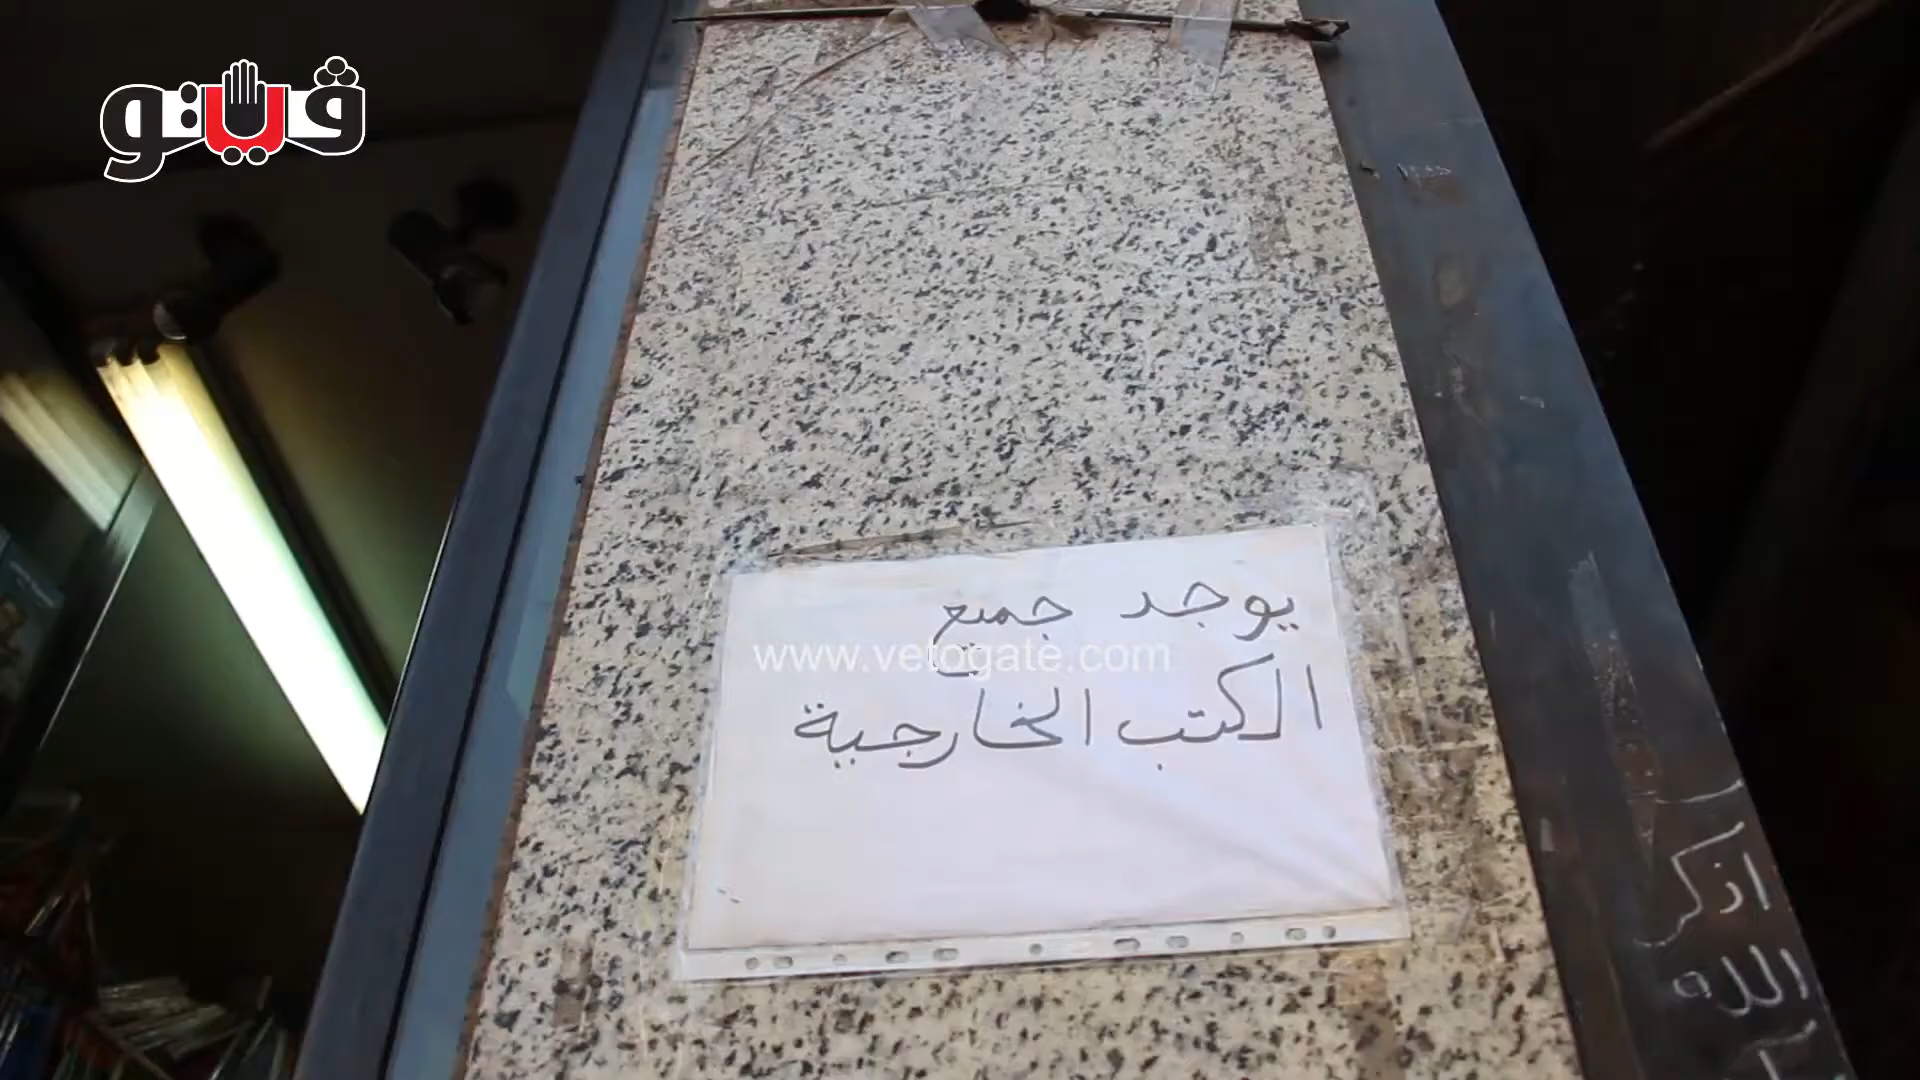 فيتو
يوجد جميع
www.vetogate.com
الكتب الخارجية
اذكر
الله